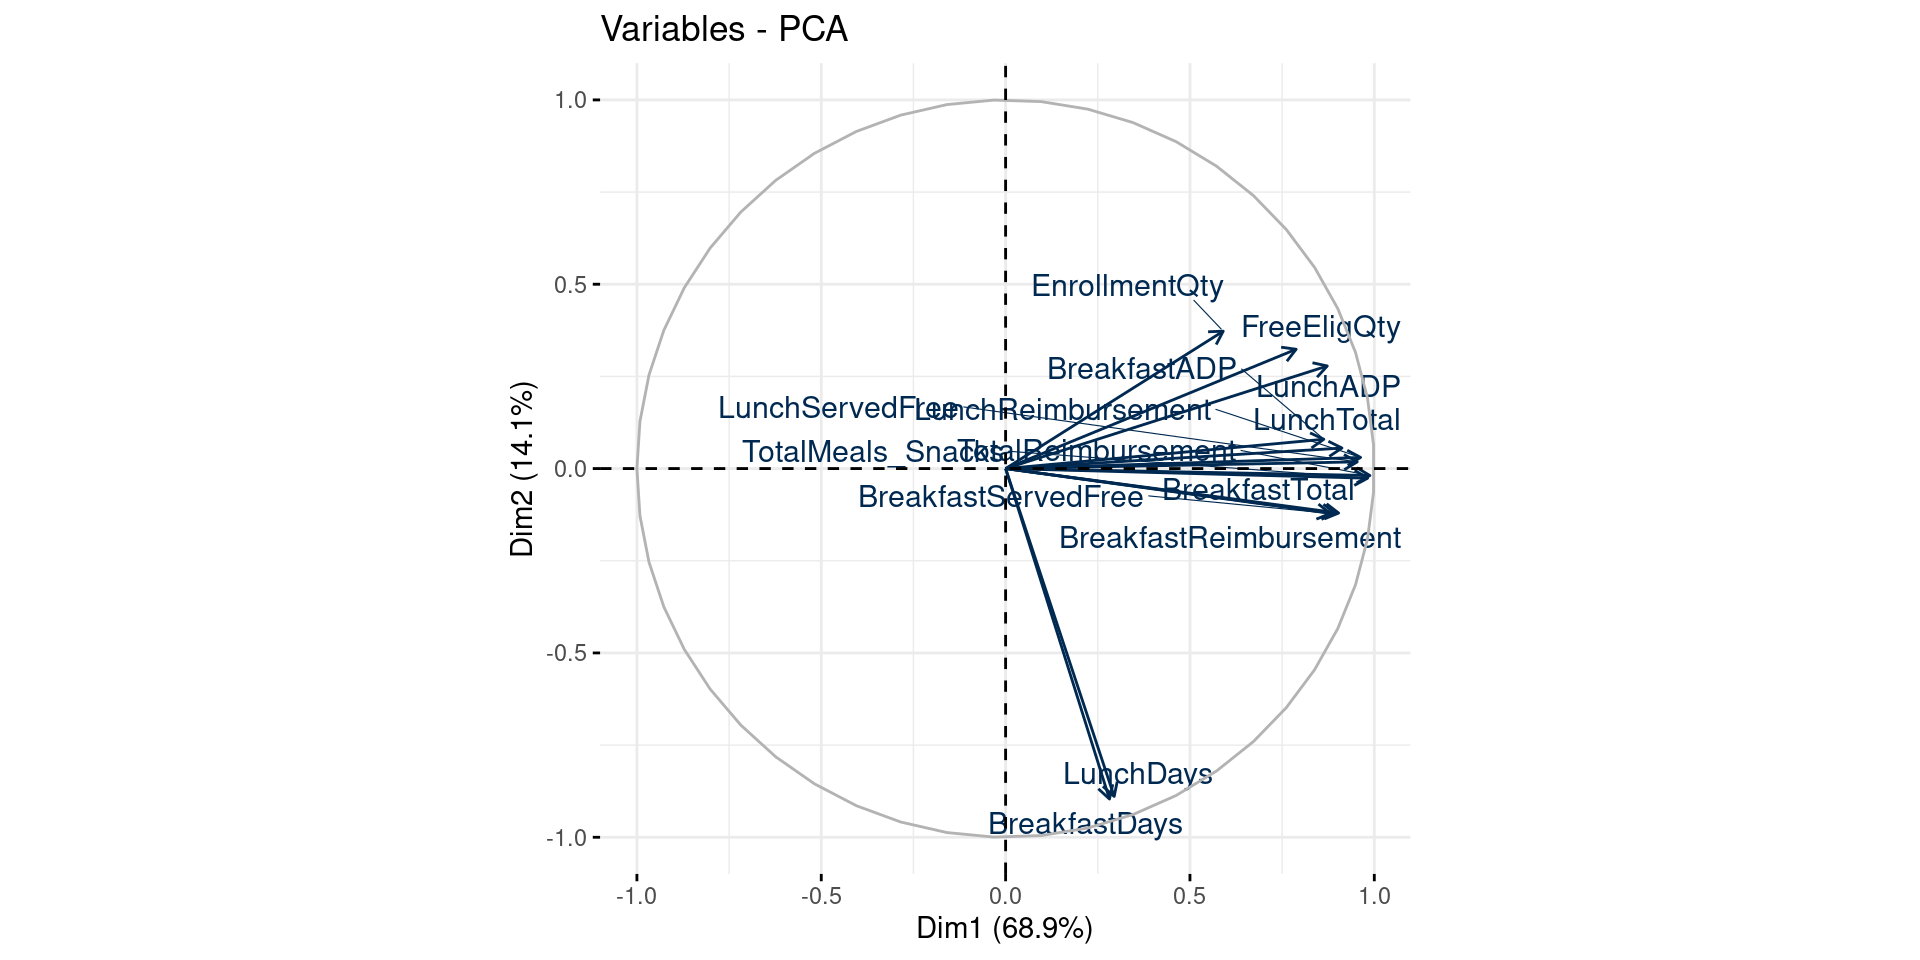 Variables - PCA
1.0
0.5
0.0
-0.5
-1.0
Dim2 (14.1%)
EnrollmentQty
FreeEligQty
BreakfastADP
LunchADP
LunchServedFree
LunchReimbursement
LunchTotal
TotalMeals_Snacks
TotalReimbursement
BreakfastTotal
BreakfastServedFree
BreakfastReimbursement
LunchDays
BreakfastDays
-1.0
-0.5
0.0
0.5
1.0
Dim1 (68.9%)